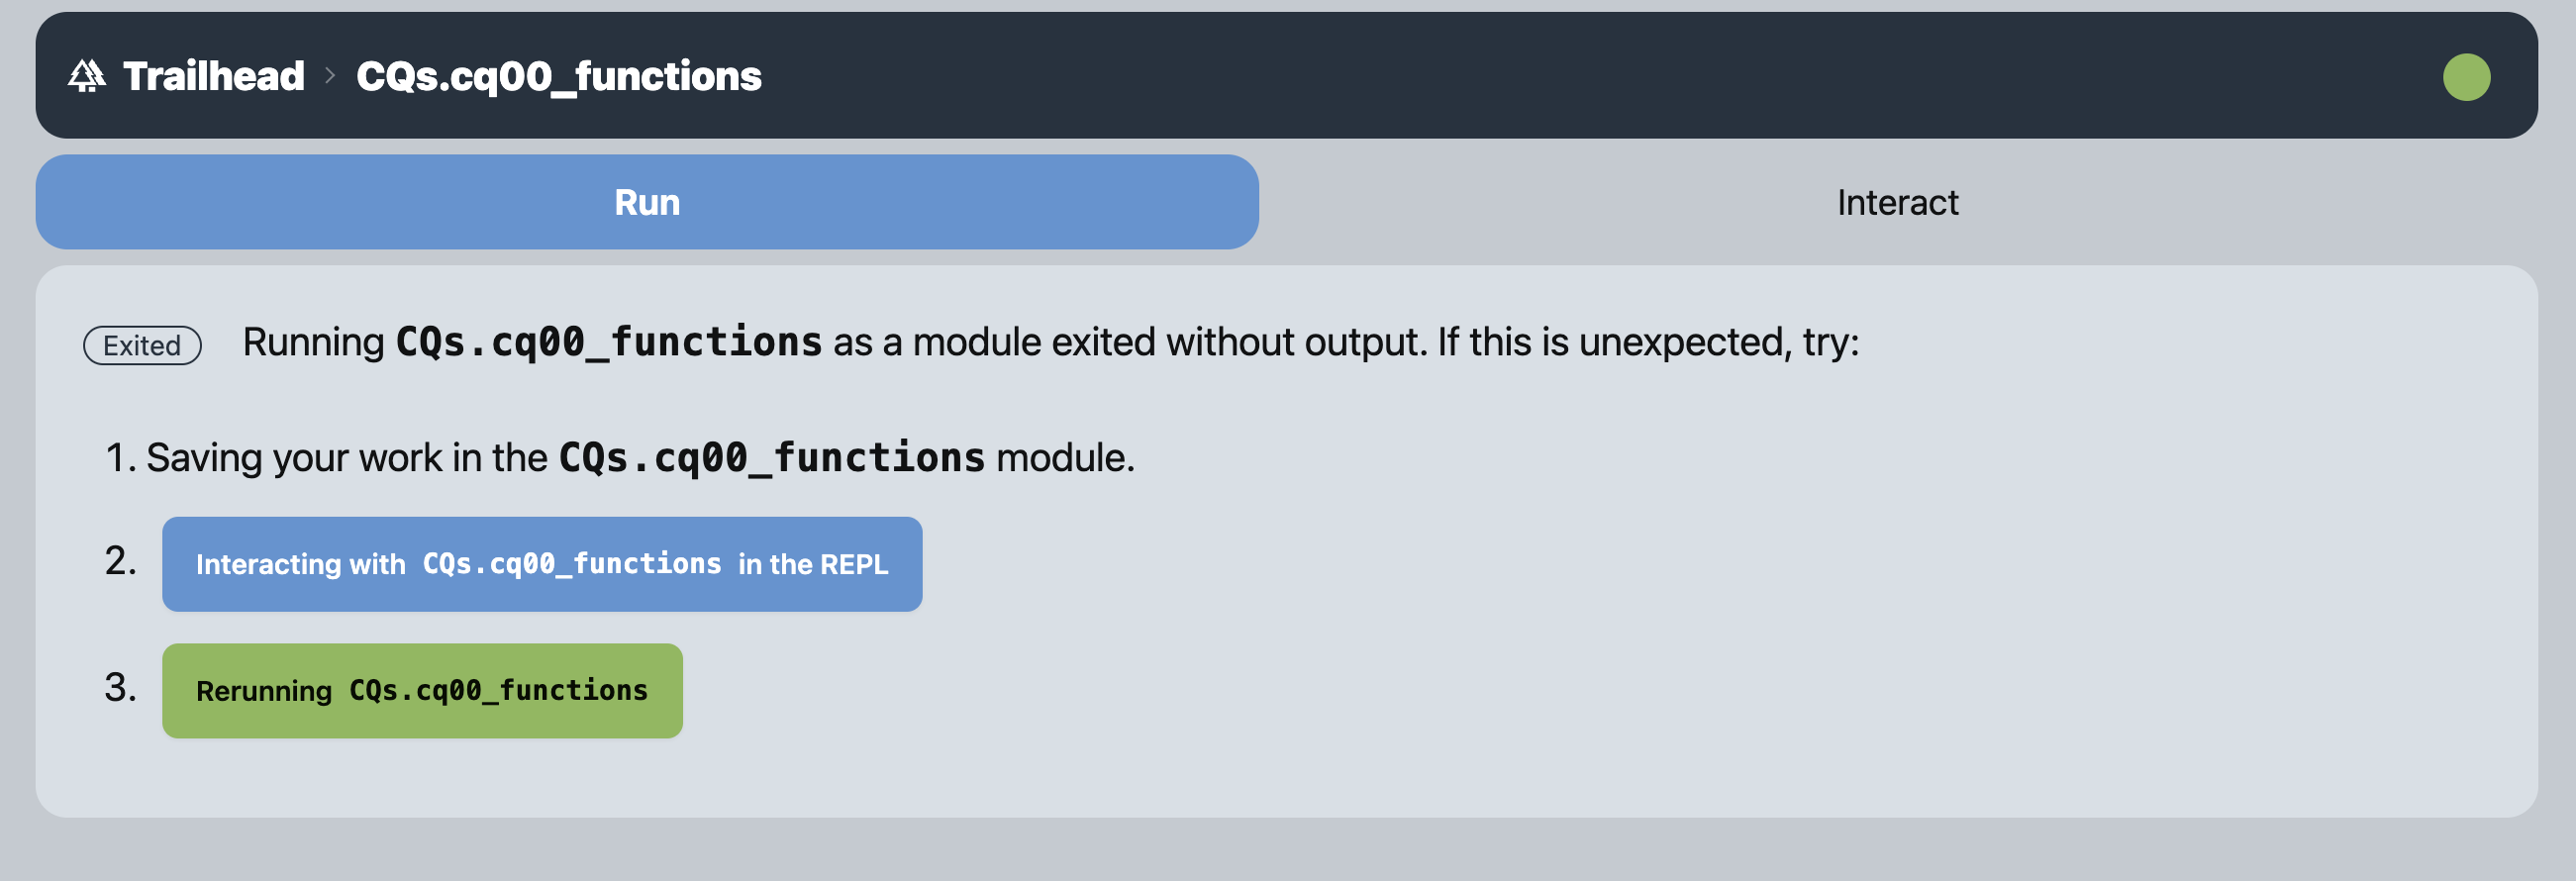 Trailhead > CQs.cq00_functions
Run
Interact
Exited Running CQs.cq00_functions as a module exited without output. If this is unexpected, try:
1. Saving your work in the CQs.cq00_functions module.
2. Interacting with CQs.cq00_functions in the REPL
3. Rerunning CQs.cq00_functions